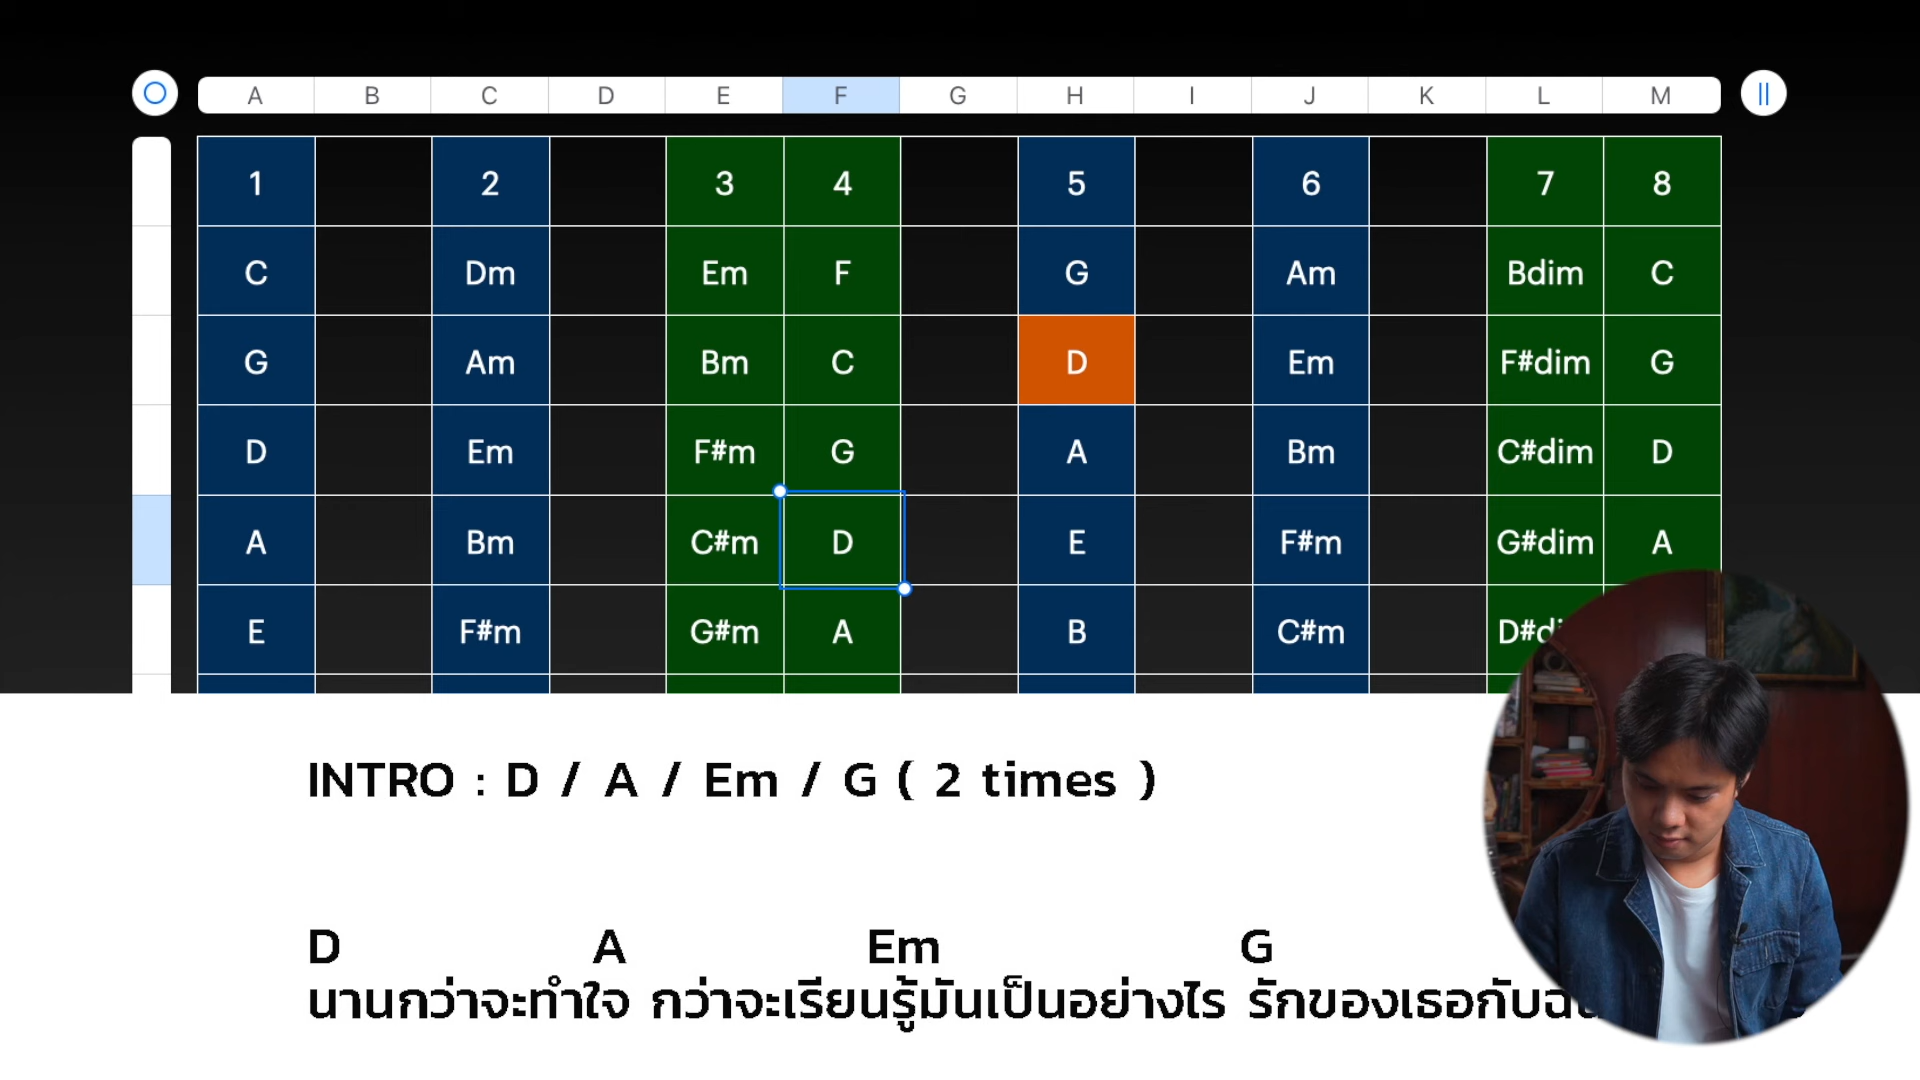 A B C D E F G H I J K L M
1 2 3 4 5 6 7 8
C Dm Em F G Am Bdim C
G Am Bm C D Em F#dim G
D Em F#m G A Bm C#dim D
A Bm C#m D E F#m G#dim A
E F#m G#m A B C#m
INTRO : D / A / Em / G ( 2 times )
D A Em G
นานกว่าจะทำใจ กว่าจะเรียนรู้มันเป็นอย่างไร รักของเธอกับ